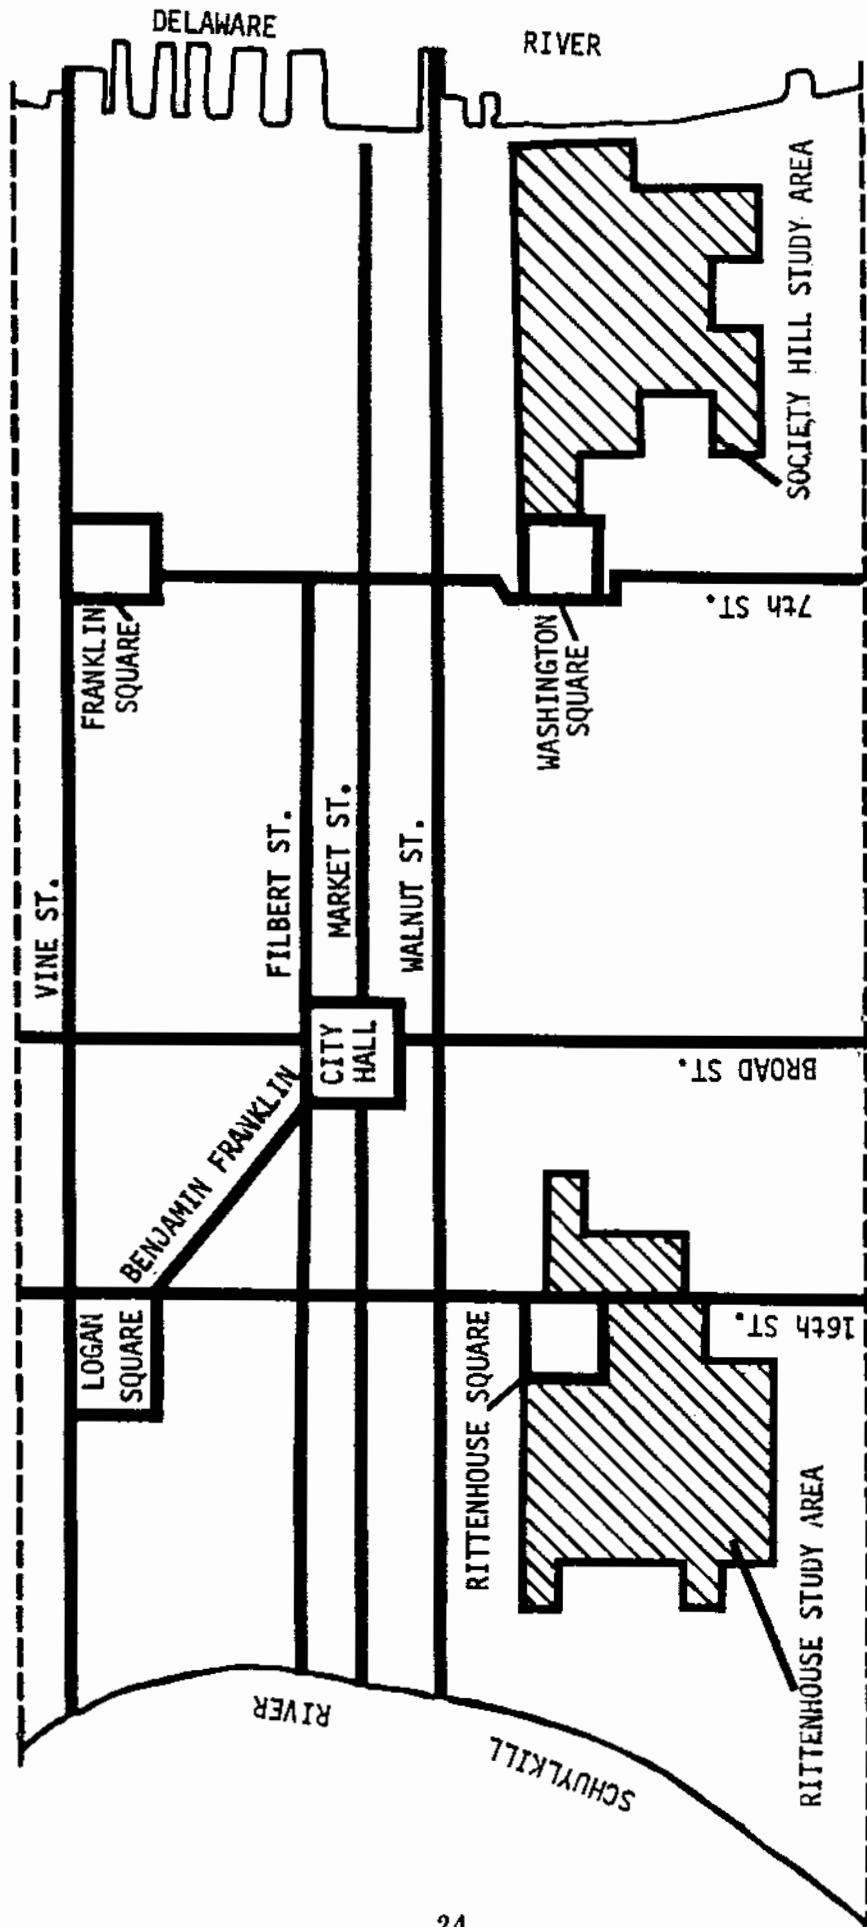 DELAWARE
RIVER
VINE ST.
FRANKLIN
SQUARE
FILBERT ST.
MARKET ST.
WALNUT ST.
WASHINGTON
SQUARE
7th ST.
SOCIETY HILL STUDY AREA
CITY
HALL
BROAD ST.
BENJAMIN FRANKLIN
LOGAN
SQUARE
16th ST.
RITTENHOUSE SQUARE
RITTENHOUSE STUDY AREA
RIVER
SCHUYLKILL
24